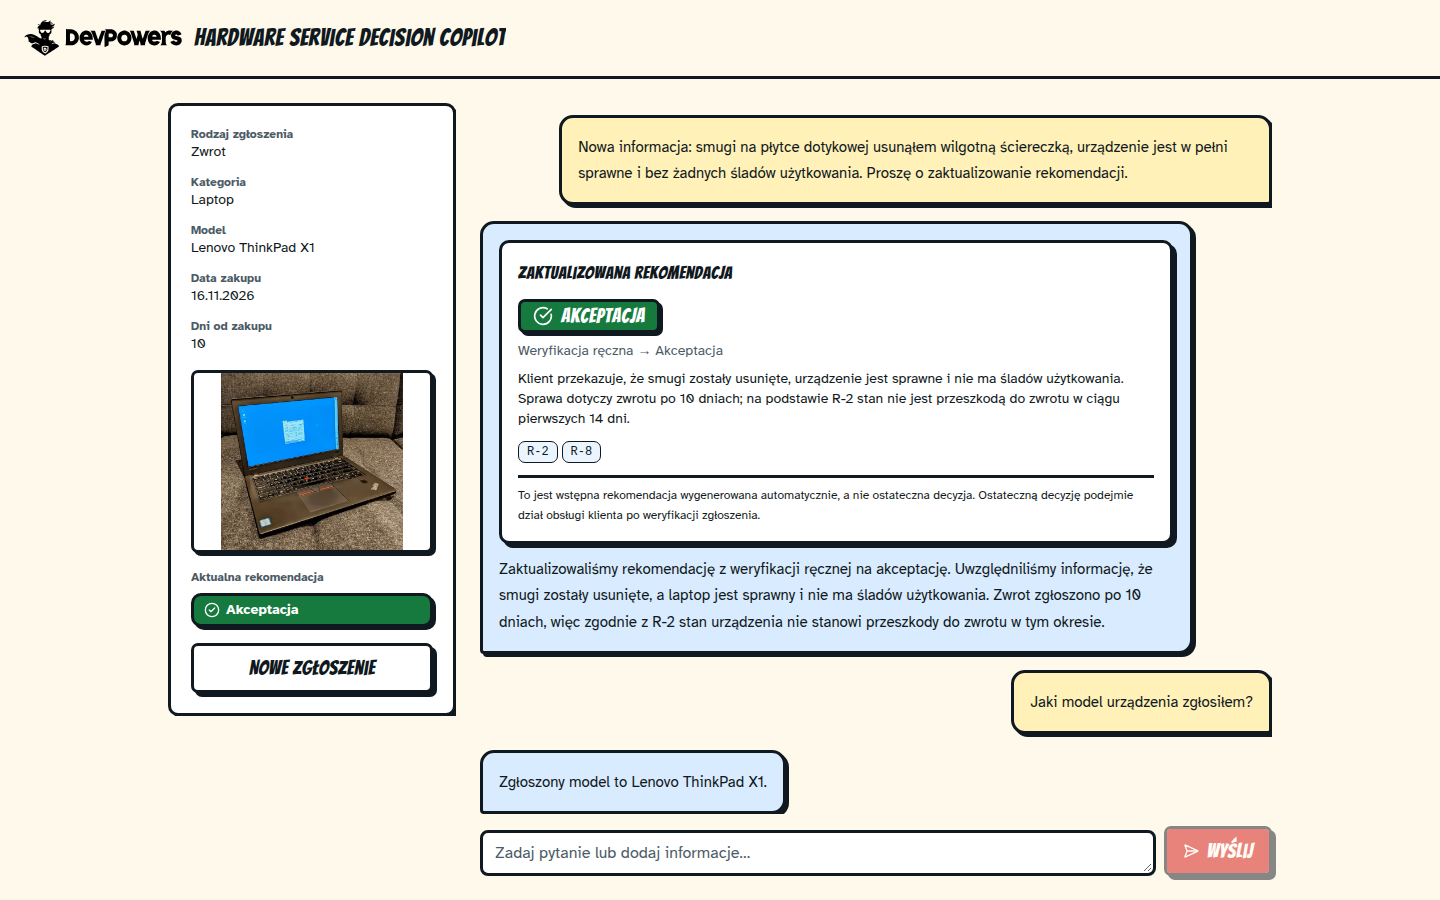 DevPowers HARDWARE SERVICE DECISION COPILOT
Rodzaj zgłoszenia
Zwrot
Kategoria
Laptop
Model
Lenovo ThinkPad X1
Data zakupu
16.11.2026
Dni od zakupu
10
Aktualna rekomendacja
Akceptacja
NOWE ZGŁOSZENIE
Nowa informacja: smugi na płytce dotykowej usunąłem wilgotną ściereczką, urządzenie jest w pełni
sprawne i bez żadnych śladów użytkowania. Proszę o zaktualizowanie rekomendacji.
ZAKTUALIZOWANA REKOMENDACJA
AKCEPTACJA
Weryfikacja ręczna → Akceptacja
Klient przekazuje, że smugi zostały usunięte, urządzenie jest sprawne i nie ma śladów użytkowania.
Sprawa dotyczy zwrotu po 10 dniach; na podstawie R-2 stan nie jest przeszkodą do zwrotu w ciągu
pierwszych 14 dni.
R-2 R-8
To jest wstępna rekomendacja wygenerowana automatycznie, a nie ostateczna decyzja. Ostateczną decyzję podejmie
dział obsługi klienta po weryfikacji zgłoszenia.
Zaktualizowaliśmy rekomendację z weryfikacji ręcznej na akceptację. Uwzględniliśmy informację, że
smugi zostały usunięte, a laptop jest sprawny i nie ma śladów użytkowania. Zwrot zgłoszono po 10
dniach, więc zgodnie z R-2 stan urządzenia nie stanowi przeszkody do zwrotu w tym okresie.
Jaki model urządzenia zgłosiłem?
Zgłoszony model to Lenovo ThinkPad X1.
Zadaj pytanie lub dodaj informacje...
WYŚLIJ